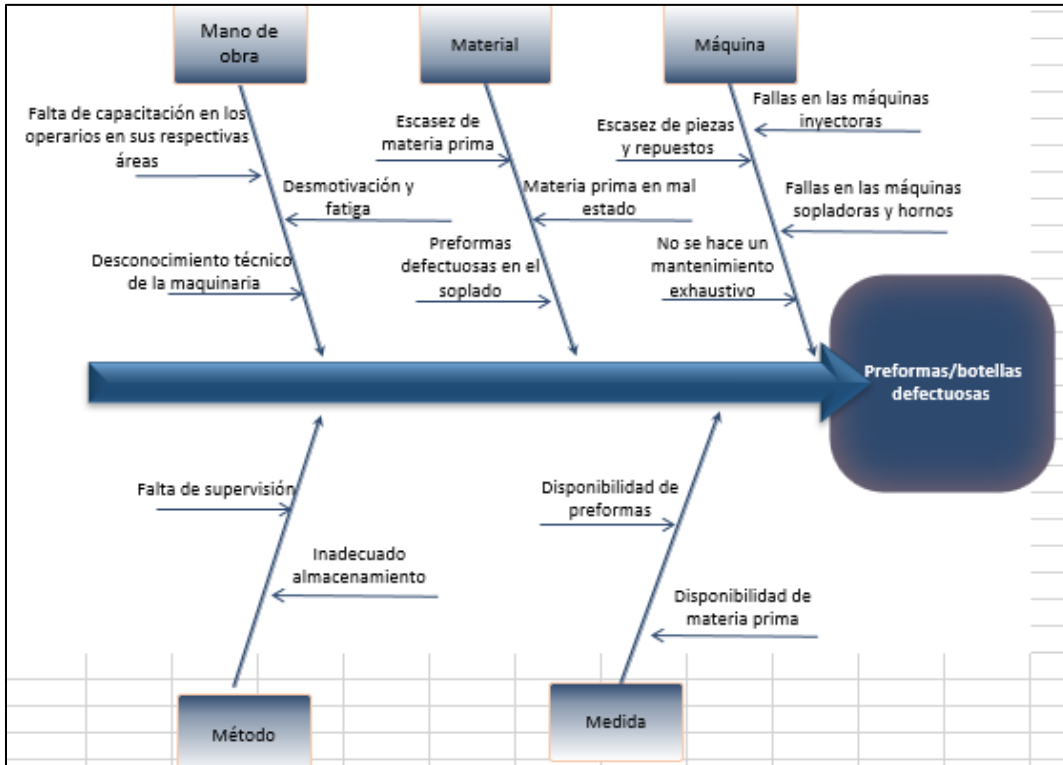 Mano de
obra
Material
Máquina
Falta de capacitación en los
operarios en sus respectivas
áreas
Desmotivación y
fatiga
Desconocimiento técnico
de la maquinaria
Escasez de
materia prima
Materia prima en mal
estado
Preformas
defectuosas en el
soplado
Fallas en las máquinas
inyectoras
Escasez de piezas
y repuestos
Fallas en las máquinas
sopladoras y hornos
No se hace un
mantenimiento
exhaustivo
Preformas/botellas
defectuosas
Falta de supervisión
Inadecuado
almacenamiento
Disponibilidad de
preformas
Disponibilidad de
materia prima
Método
Medida